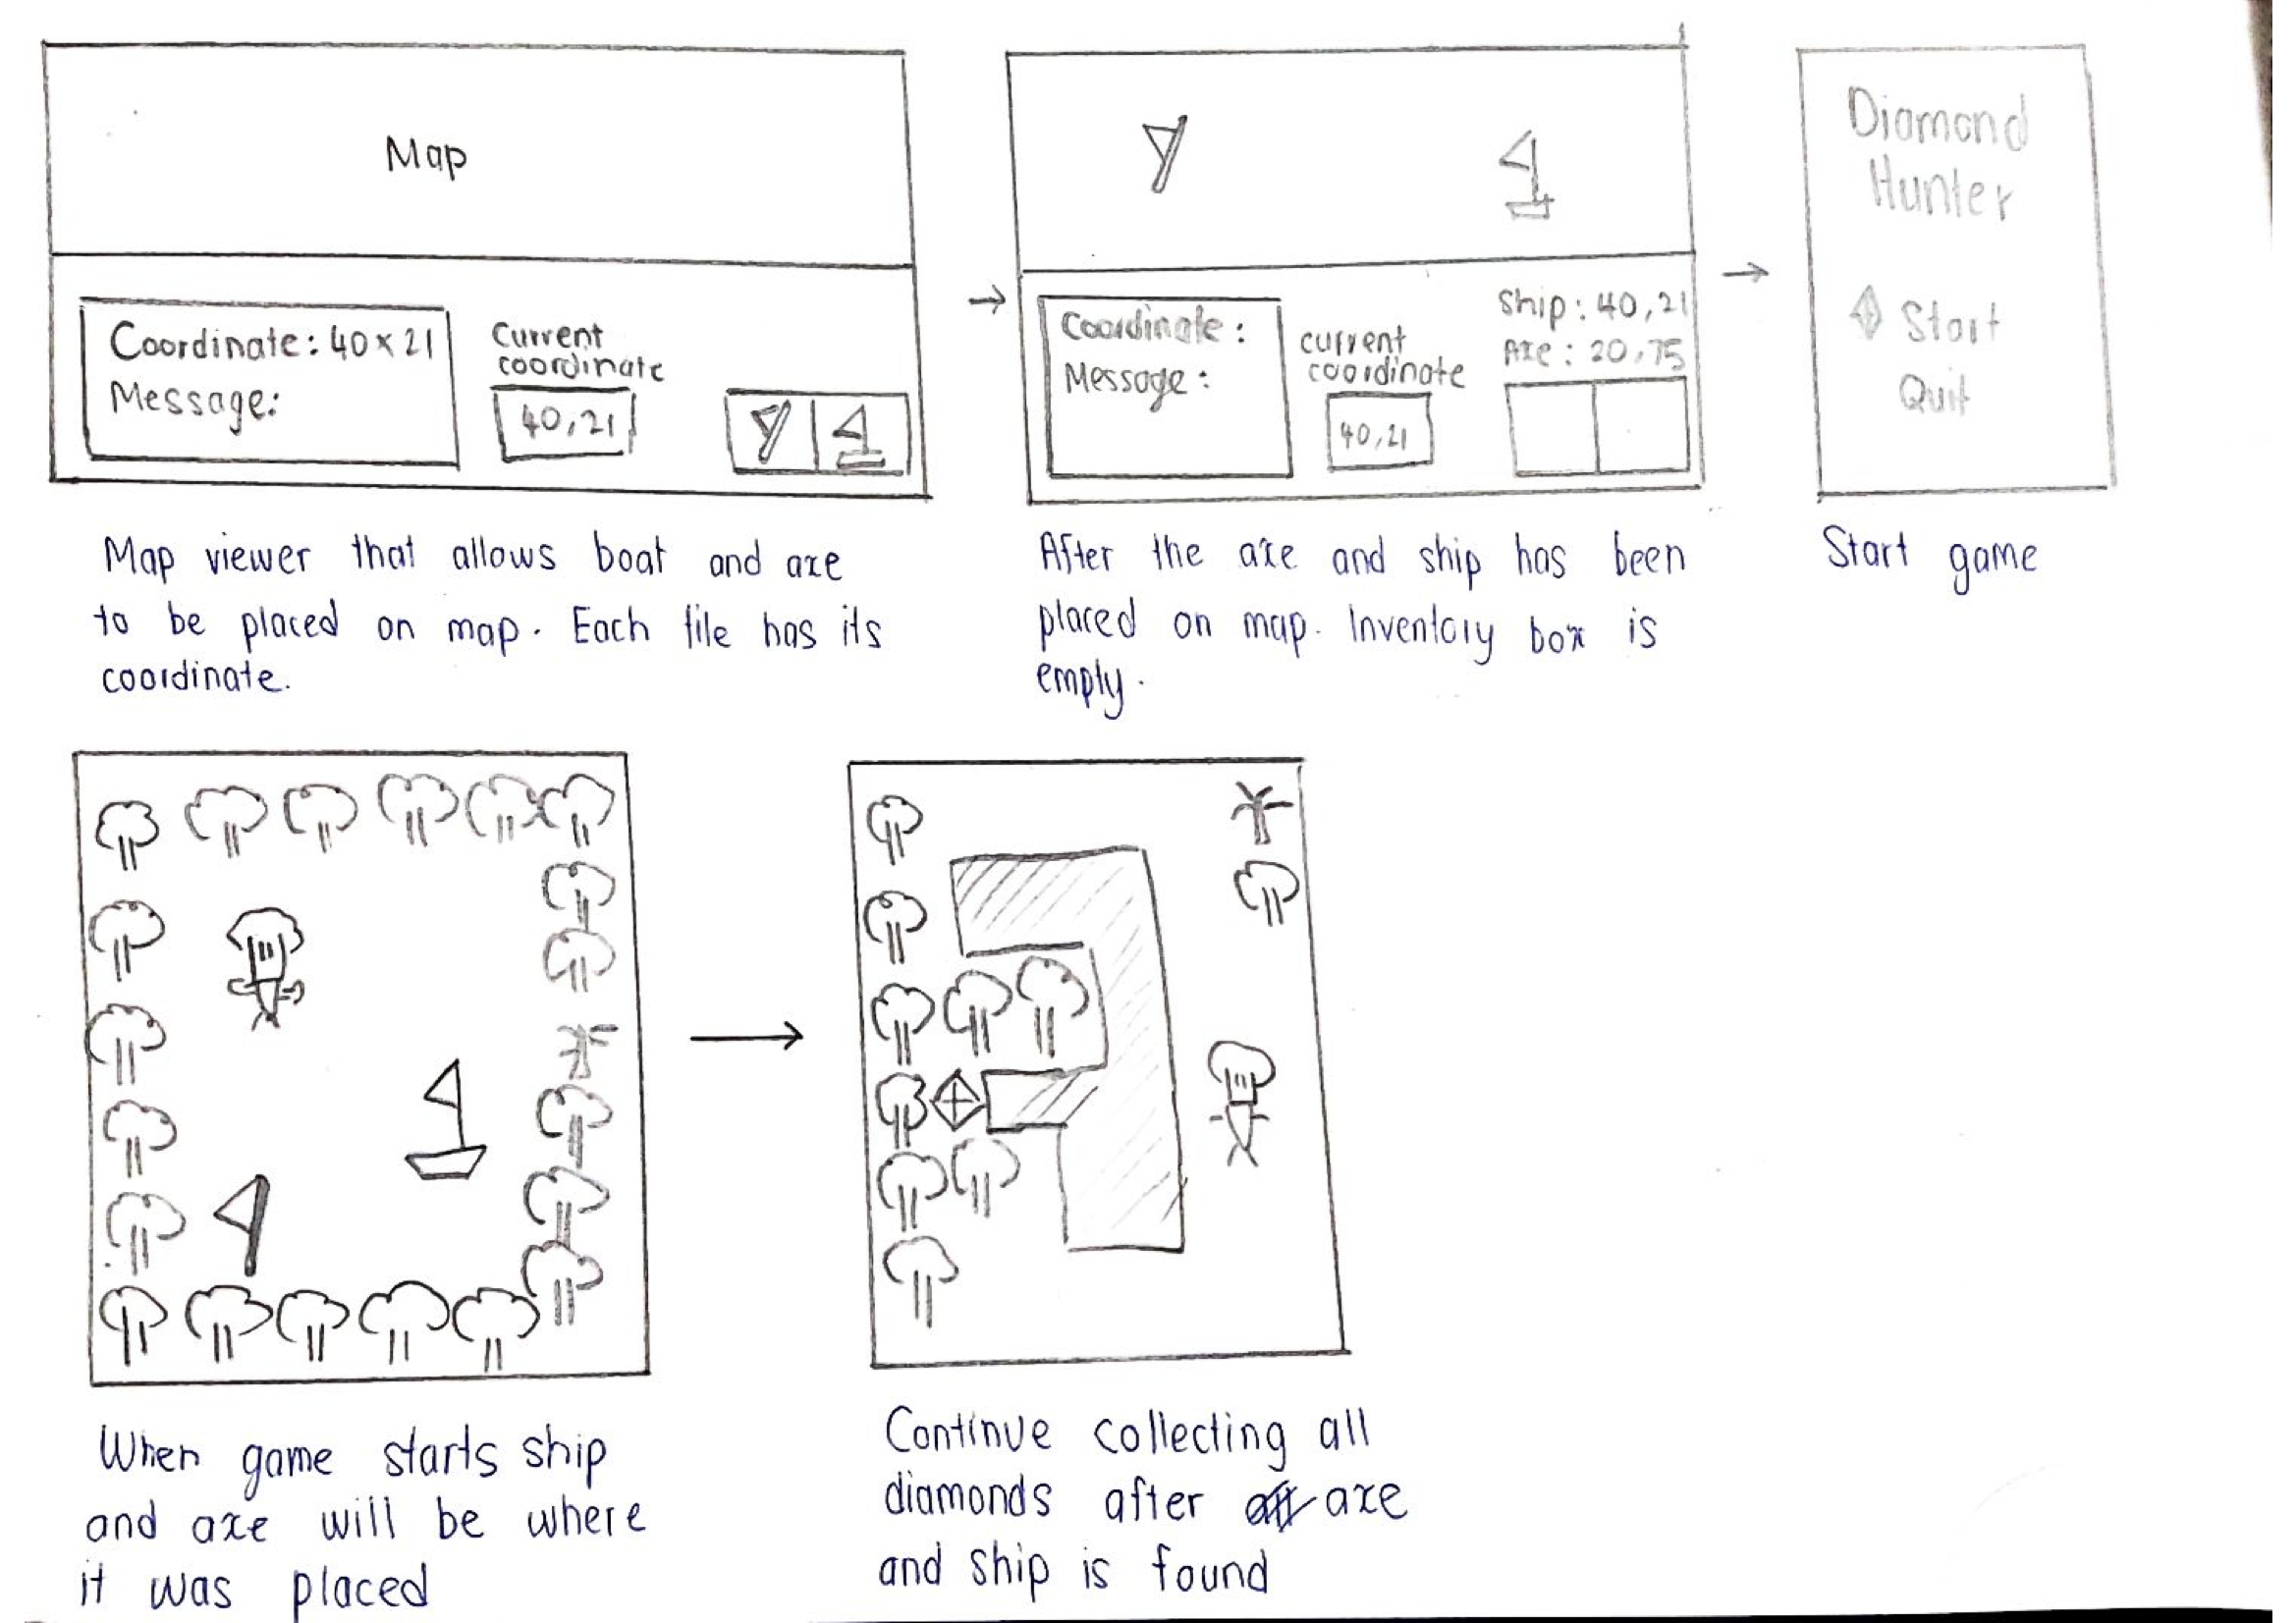 Map
Coordinate: 40 x 21
Message:
Current
coordinate
40,21
Map viewer that allows boat and axe
to be placed on map. Each tile has its
coordinate.
Coordinate:
Message:
current
coordinate
40,21
Ship: 40,21
Axe: 20,75
After the axe and ship has been
placed on map. Inventory box is
empty.
Diamond
Hunter
Start
Quit
Start game
When game starts ship
and axe will be where
it was placed
Continue collecting all
diamonds after axe
and ship is found